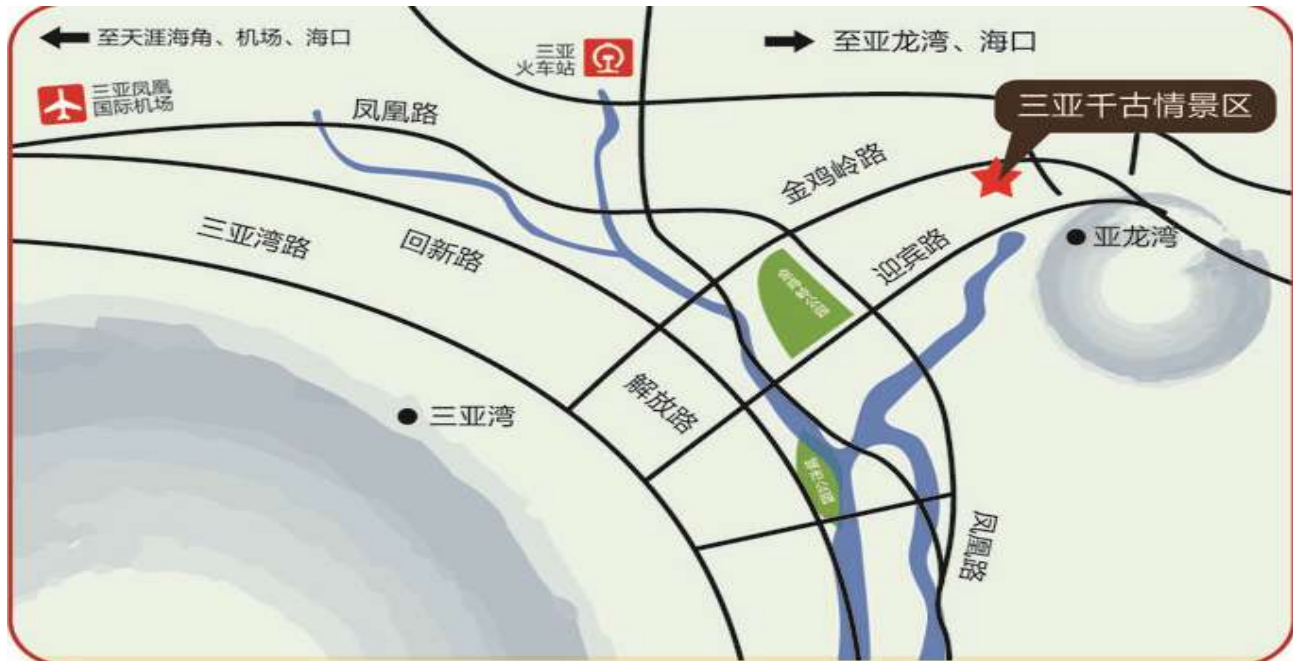 至天涯海角、机场、海口
至亚龙湾、海口
三亚
火车站
三亚凤凰
国际机场
凤凰路
三亚千古情景区
金鸡岭路
三亚湾路
回新路
迎宾路
亚龙湾
解放路
三亚湾
凤凰路